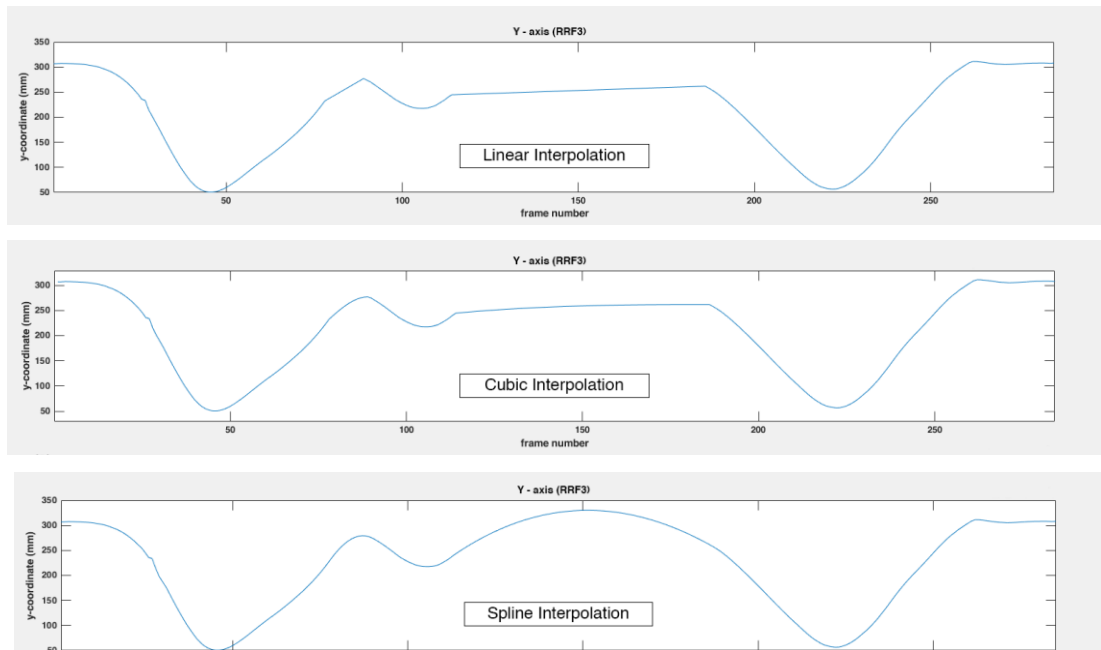 Y - axis (RRF3)
350
300
250
200
150
100
50
y-coordinate (mm)
Linear Interpolation
50 100 150 200 250
frame number
Y - axis (RRF3)
300
250
200
150
100
50
y-coordinate (mm)
Cubic Interpolation
50 100 150 200 250
frame number
Y - axis (RRF3)
350
300
250
200
150
100
50
y-coordinate (mm)
Spline Interpolation